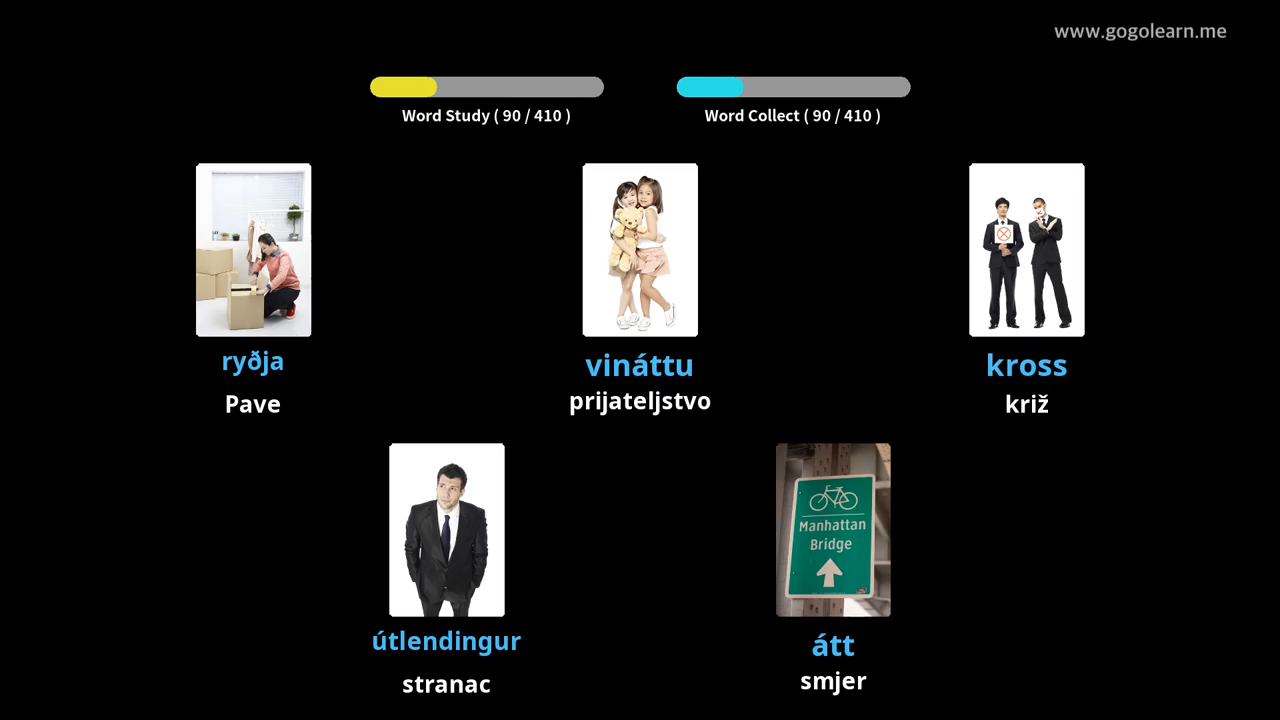 www.gogolearn.me
Word Study ( 90 / 410 )
Word Collect ( 90 / 410 )
ryðja
Pave
vináttu
prijateljstvo
kross
križ
Manhattan
Bridge
útlendingur
stranac
átt
smjer